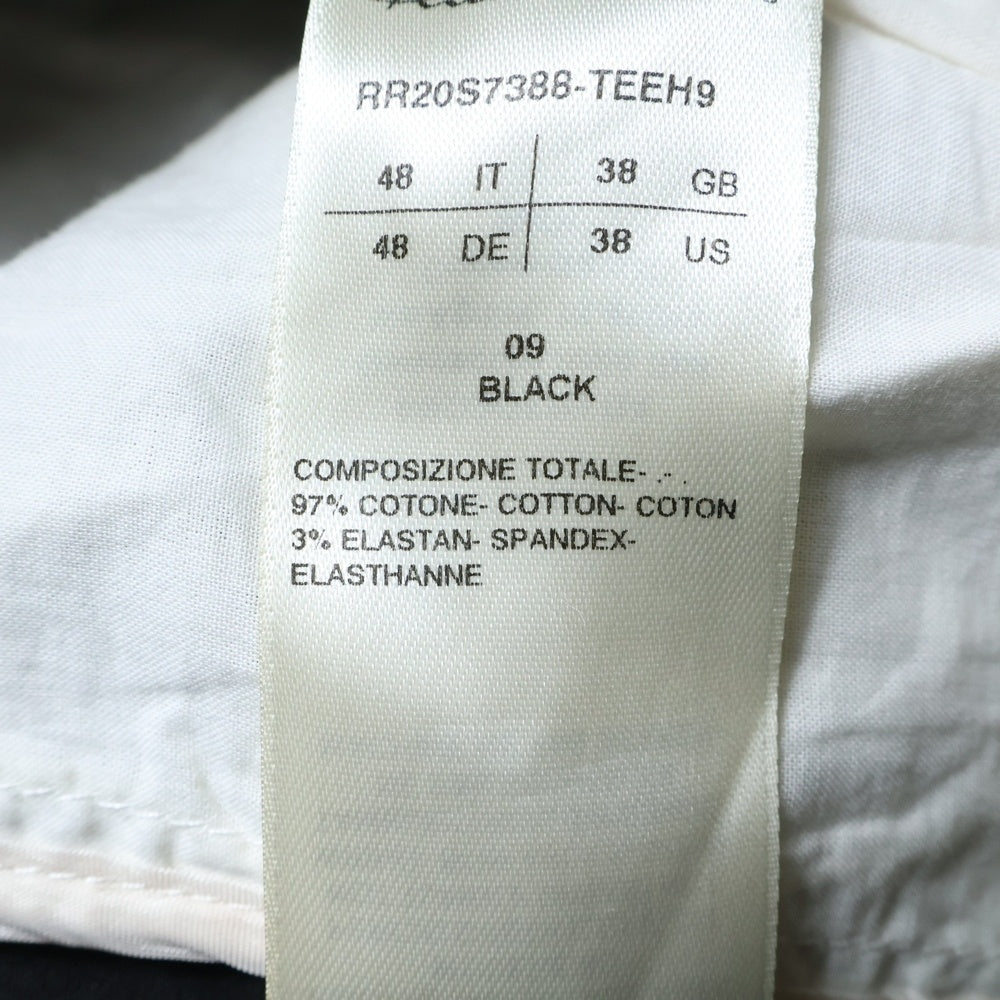 RR20S7388-TEEH9
48 IT 38 GB
48 DE 38 US
09
BLACK
COMPOSIZIONE TOTALE- .- .
97% COTONE- COTTON- COTON
3% ELASTAN- SPANDEX-
ELASTHANNE